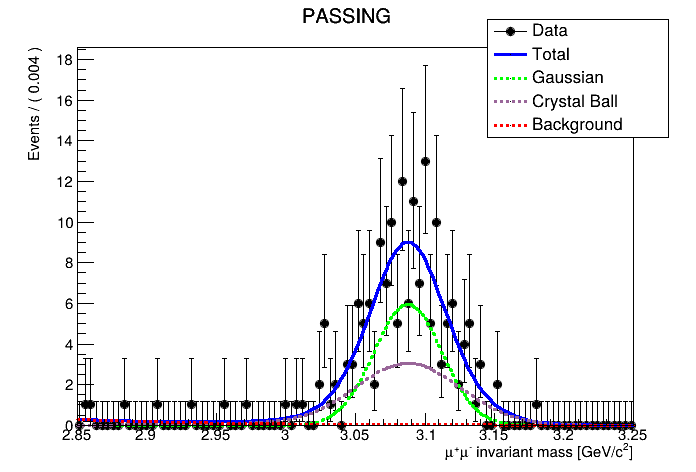 PASSING
Data
Total
Gaussian
Crystal Ball
Background
Events / ( 0.004 )
18
16
14
12
10
8
6
4
2
0
2.85 2.9 2.95 3 3.05 3.1 3.15 3.2 3.25
μ⁺μ⁻ invariant mass [GeV/c²]